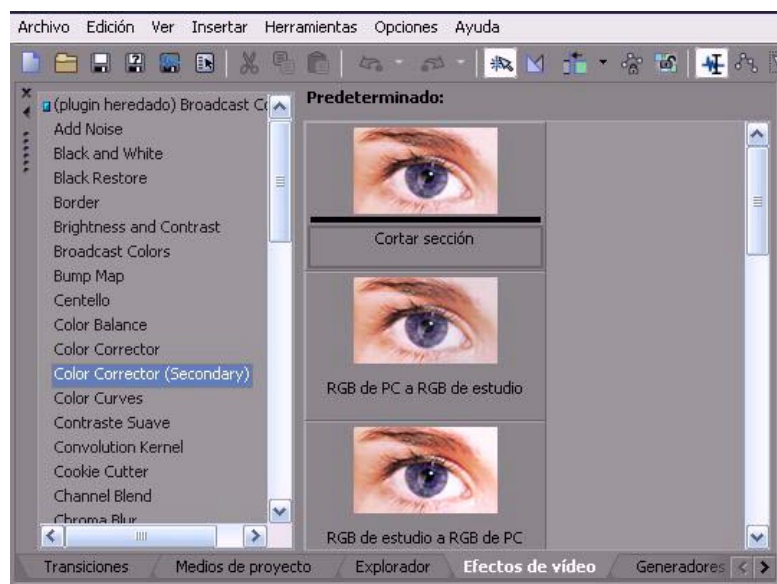 Archivo Edición Ver Insertar Herramientas Opciones Ayuda
(plugin heredado) Broadcast
Add Noise
Black and White
Black Restore
Border
Brightness and Contrast
Broadcast Colors
Bump Map
Centello
Color Balance
Color Corrector
Color Corrector (Secondary)
Color Curves
Contraste Suave
Convolution Kernel
Cookie Cutter
Channel Blend
Chroma Blur
Predeterminado:
Cortar sección
RGB de PC a RGB de estudio
RGB de estudio a RGB de PC
Transiciones Medios de proyecto Explorador Efectos de vídeo Generadores